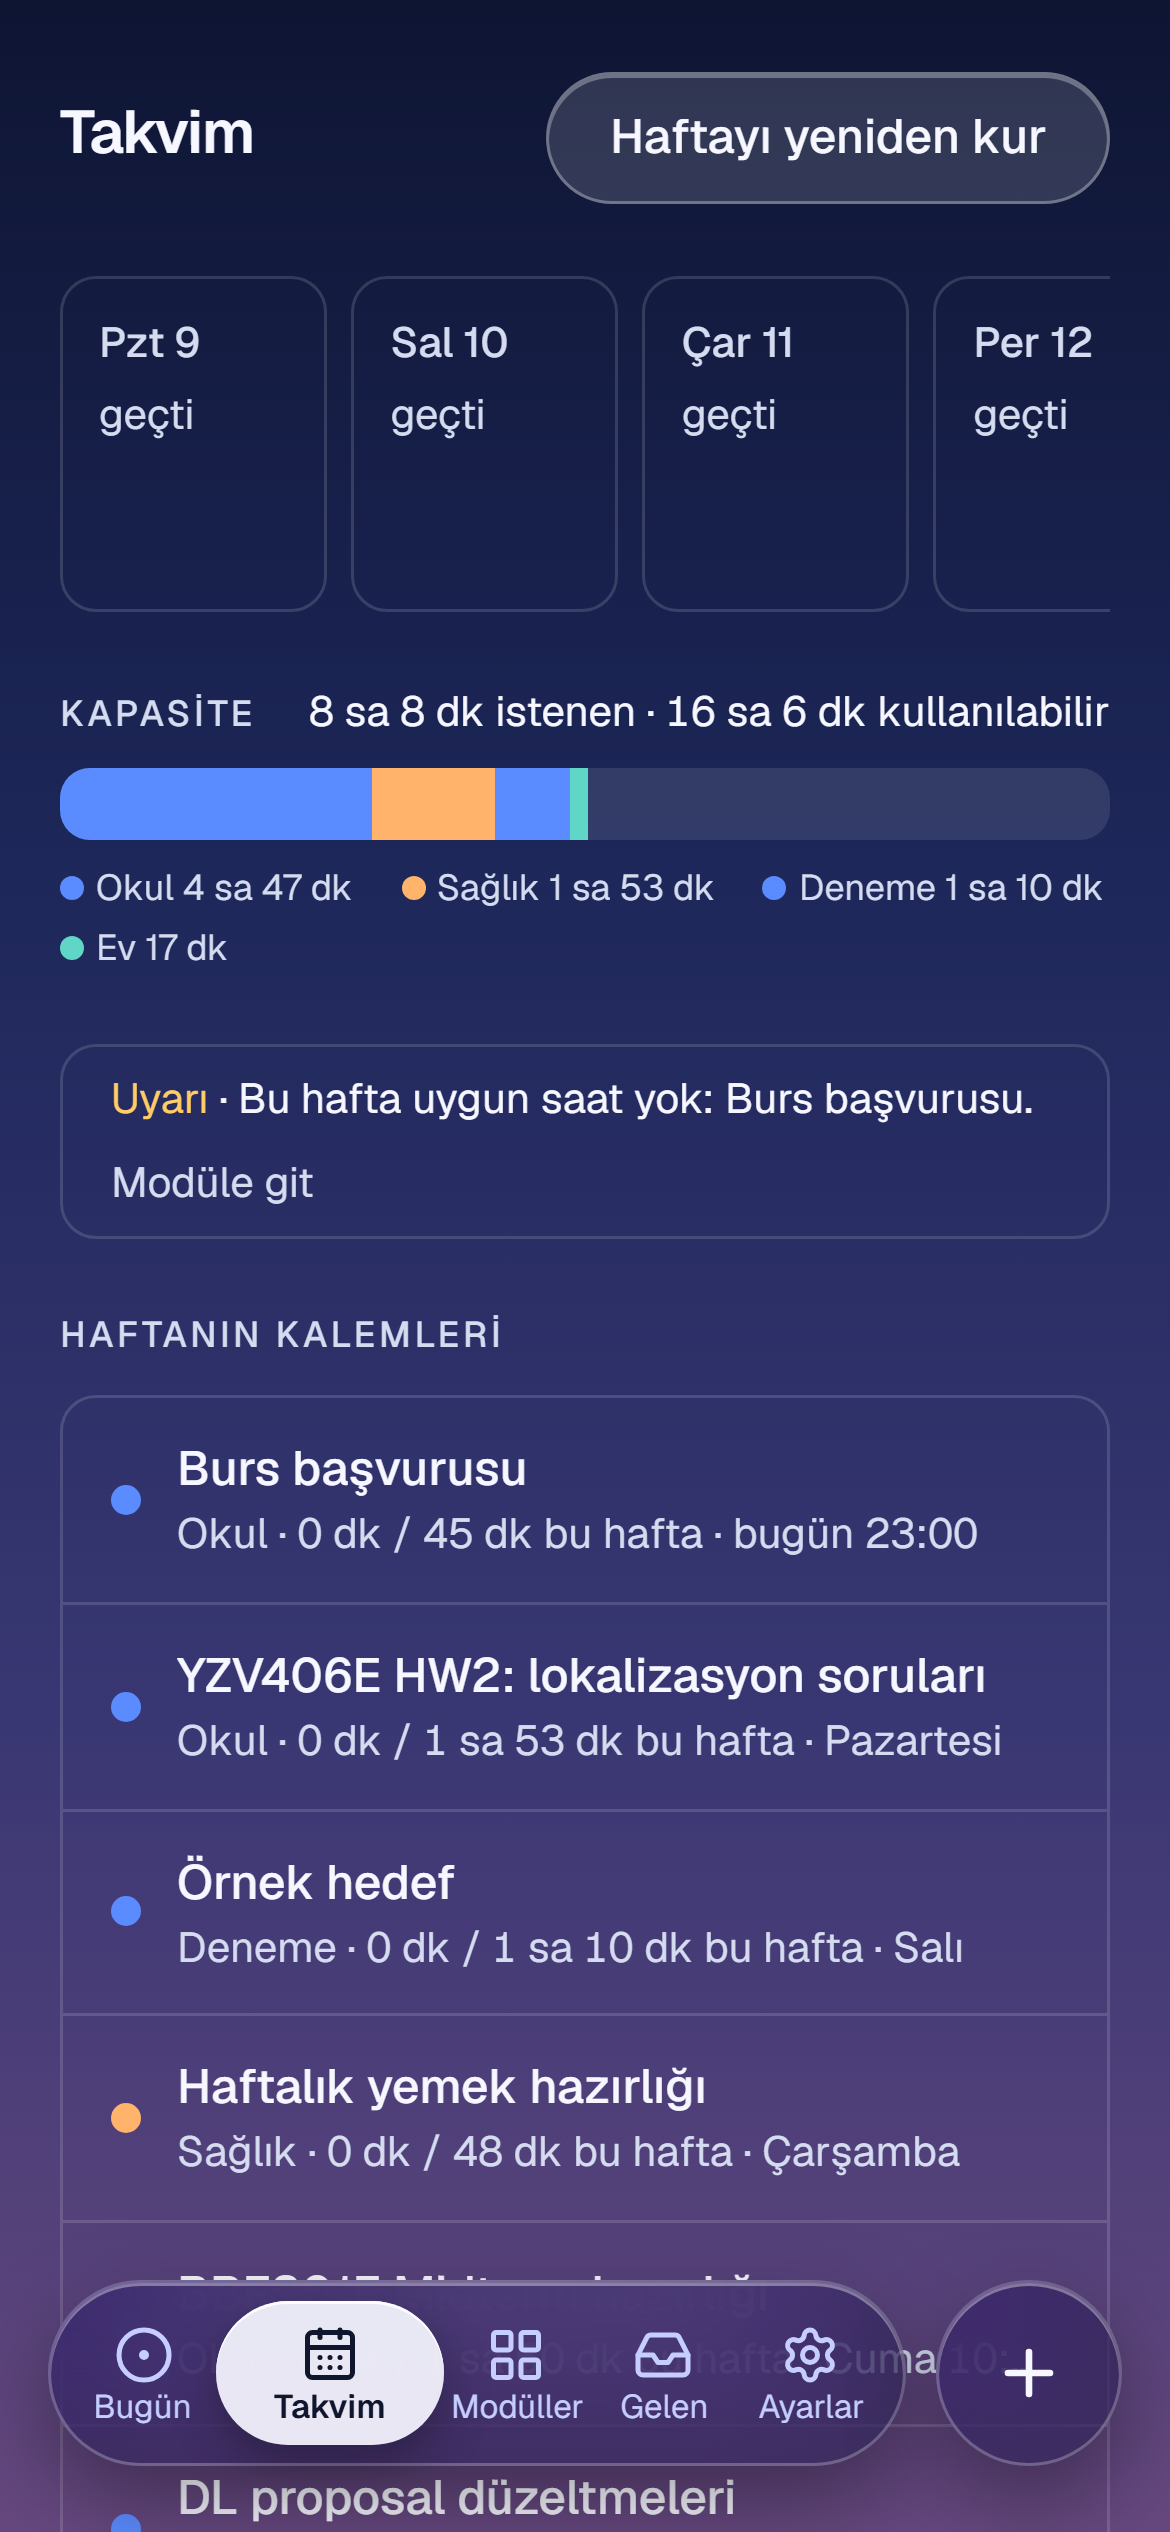 Takvim
Haftayı yeniden kur
Pzt 9
geçti
Sal 10
geçti
Çar 11
geçti
Per 12
geçti
KAPASİTE
8 sa 8 dk istenen · 16 sa 6 dk kullanılabilir
Okul 4 sa 47 dk
Sağlık 1 sa 53 dk
Deneme 1 sa 10 dk
Ev 17 dk
Uyarı · Bu hafta uygun saat yok: Burs başvurusu.
Modüle git
HAFTANIN KALEMLERİ
Burs başvurusu
Okul · 0 dk / 45 dk bu hafta · bugün 23:00
YZV406E HW2: lokalizasyon soruları
Okul · 0 dk / 1 sa 53 dk bu hafta · Pazartesi
Örnek hedef
Deneme · 0 dk / 1 sa 10 dk bu hafta · Salı
Haftalık yemek hazırlığı
Sağlık · 0 dk / 48 dk bu hafta · Çarşamba
Cuma 10:
Bugün
Takvim
Modüller
Gelen
Ayarlar
DL proposal düzeltmeleri